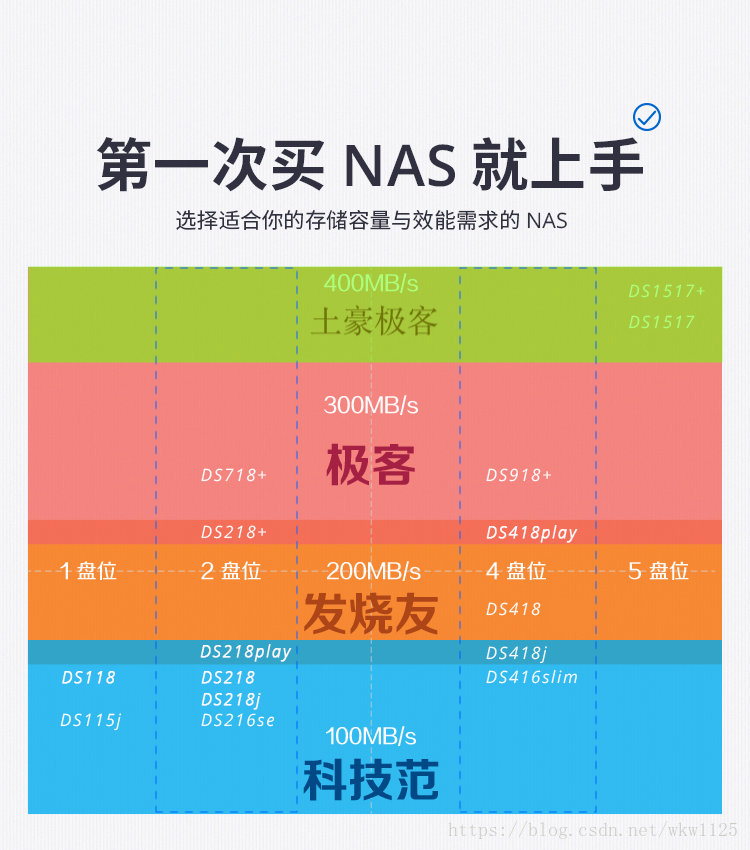 第一次买 NAS 就上手
选择适合你的存储容量与效能需求的 NAS
400MB/s
DS1517+
土豪极客
DS1517
300MB/s
极客
DS718+
DS918+
DS218+
DS418play
1 盘位
2 盘位
200MB/s
4 盘位
5 盘位
发烧友
DS418
DS218play
DS418j
DS118
DS218
DS416slim
DS218j
DS115j
DS216se
100MB/s
科技范
https://blog.csdn.net/wkw1125